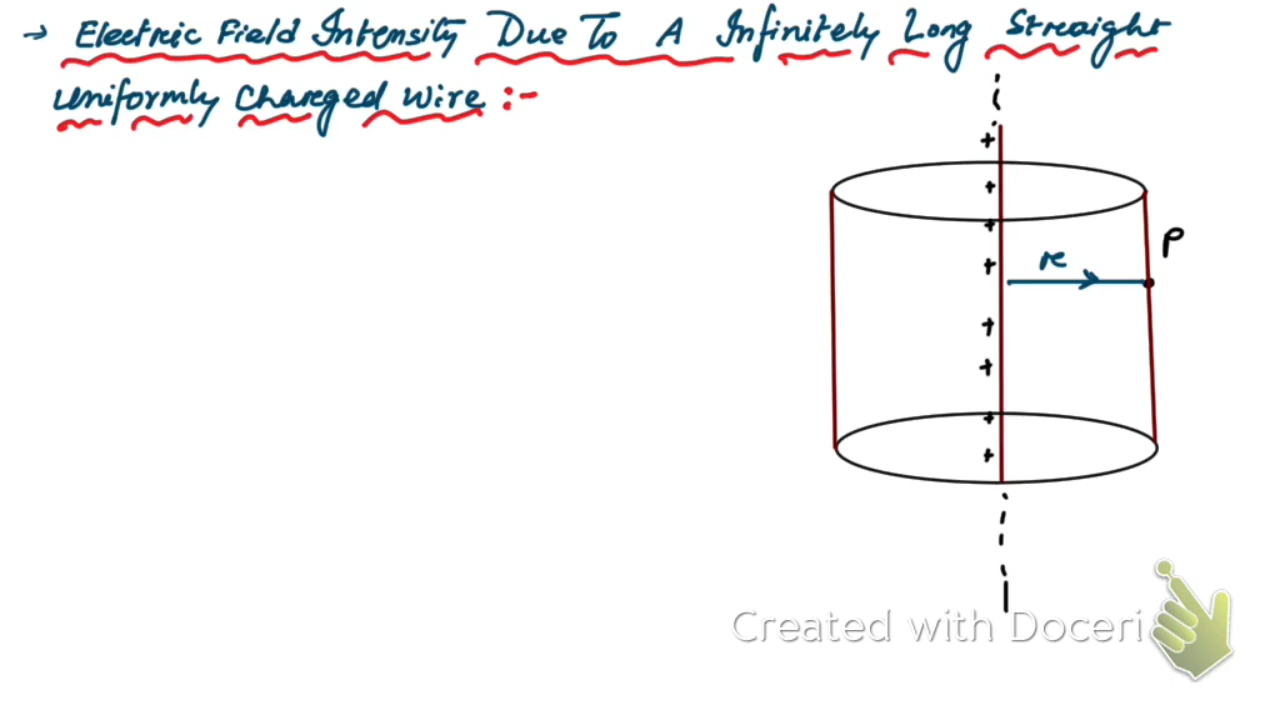 → Electric Field Intensity Due To A Infinitely Long Straight
Uniformly Charged Wire :-
P
r
Created with Doceri